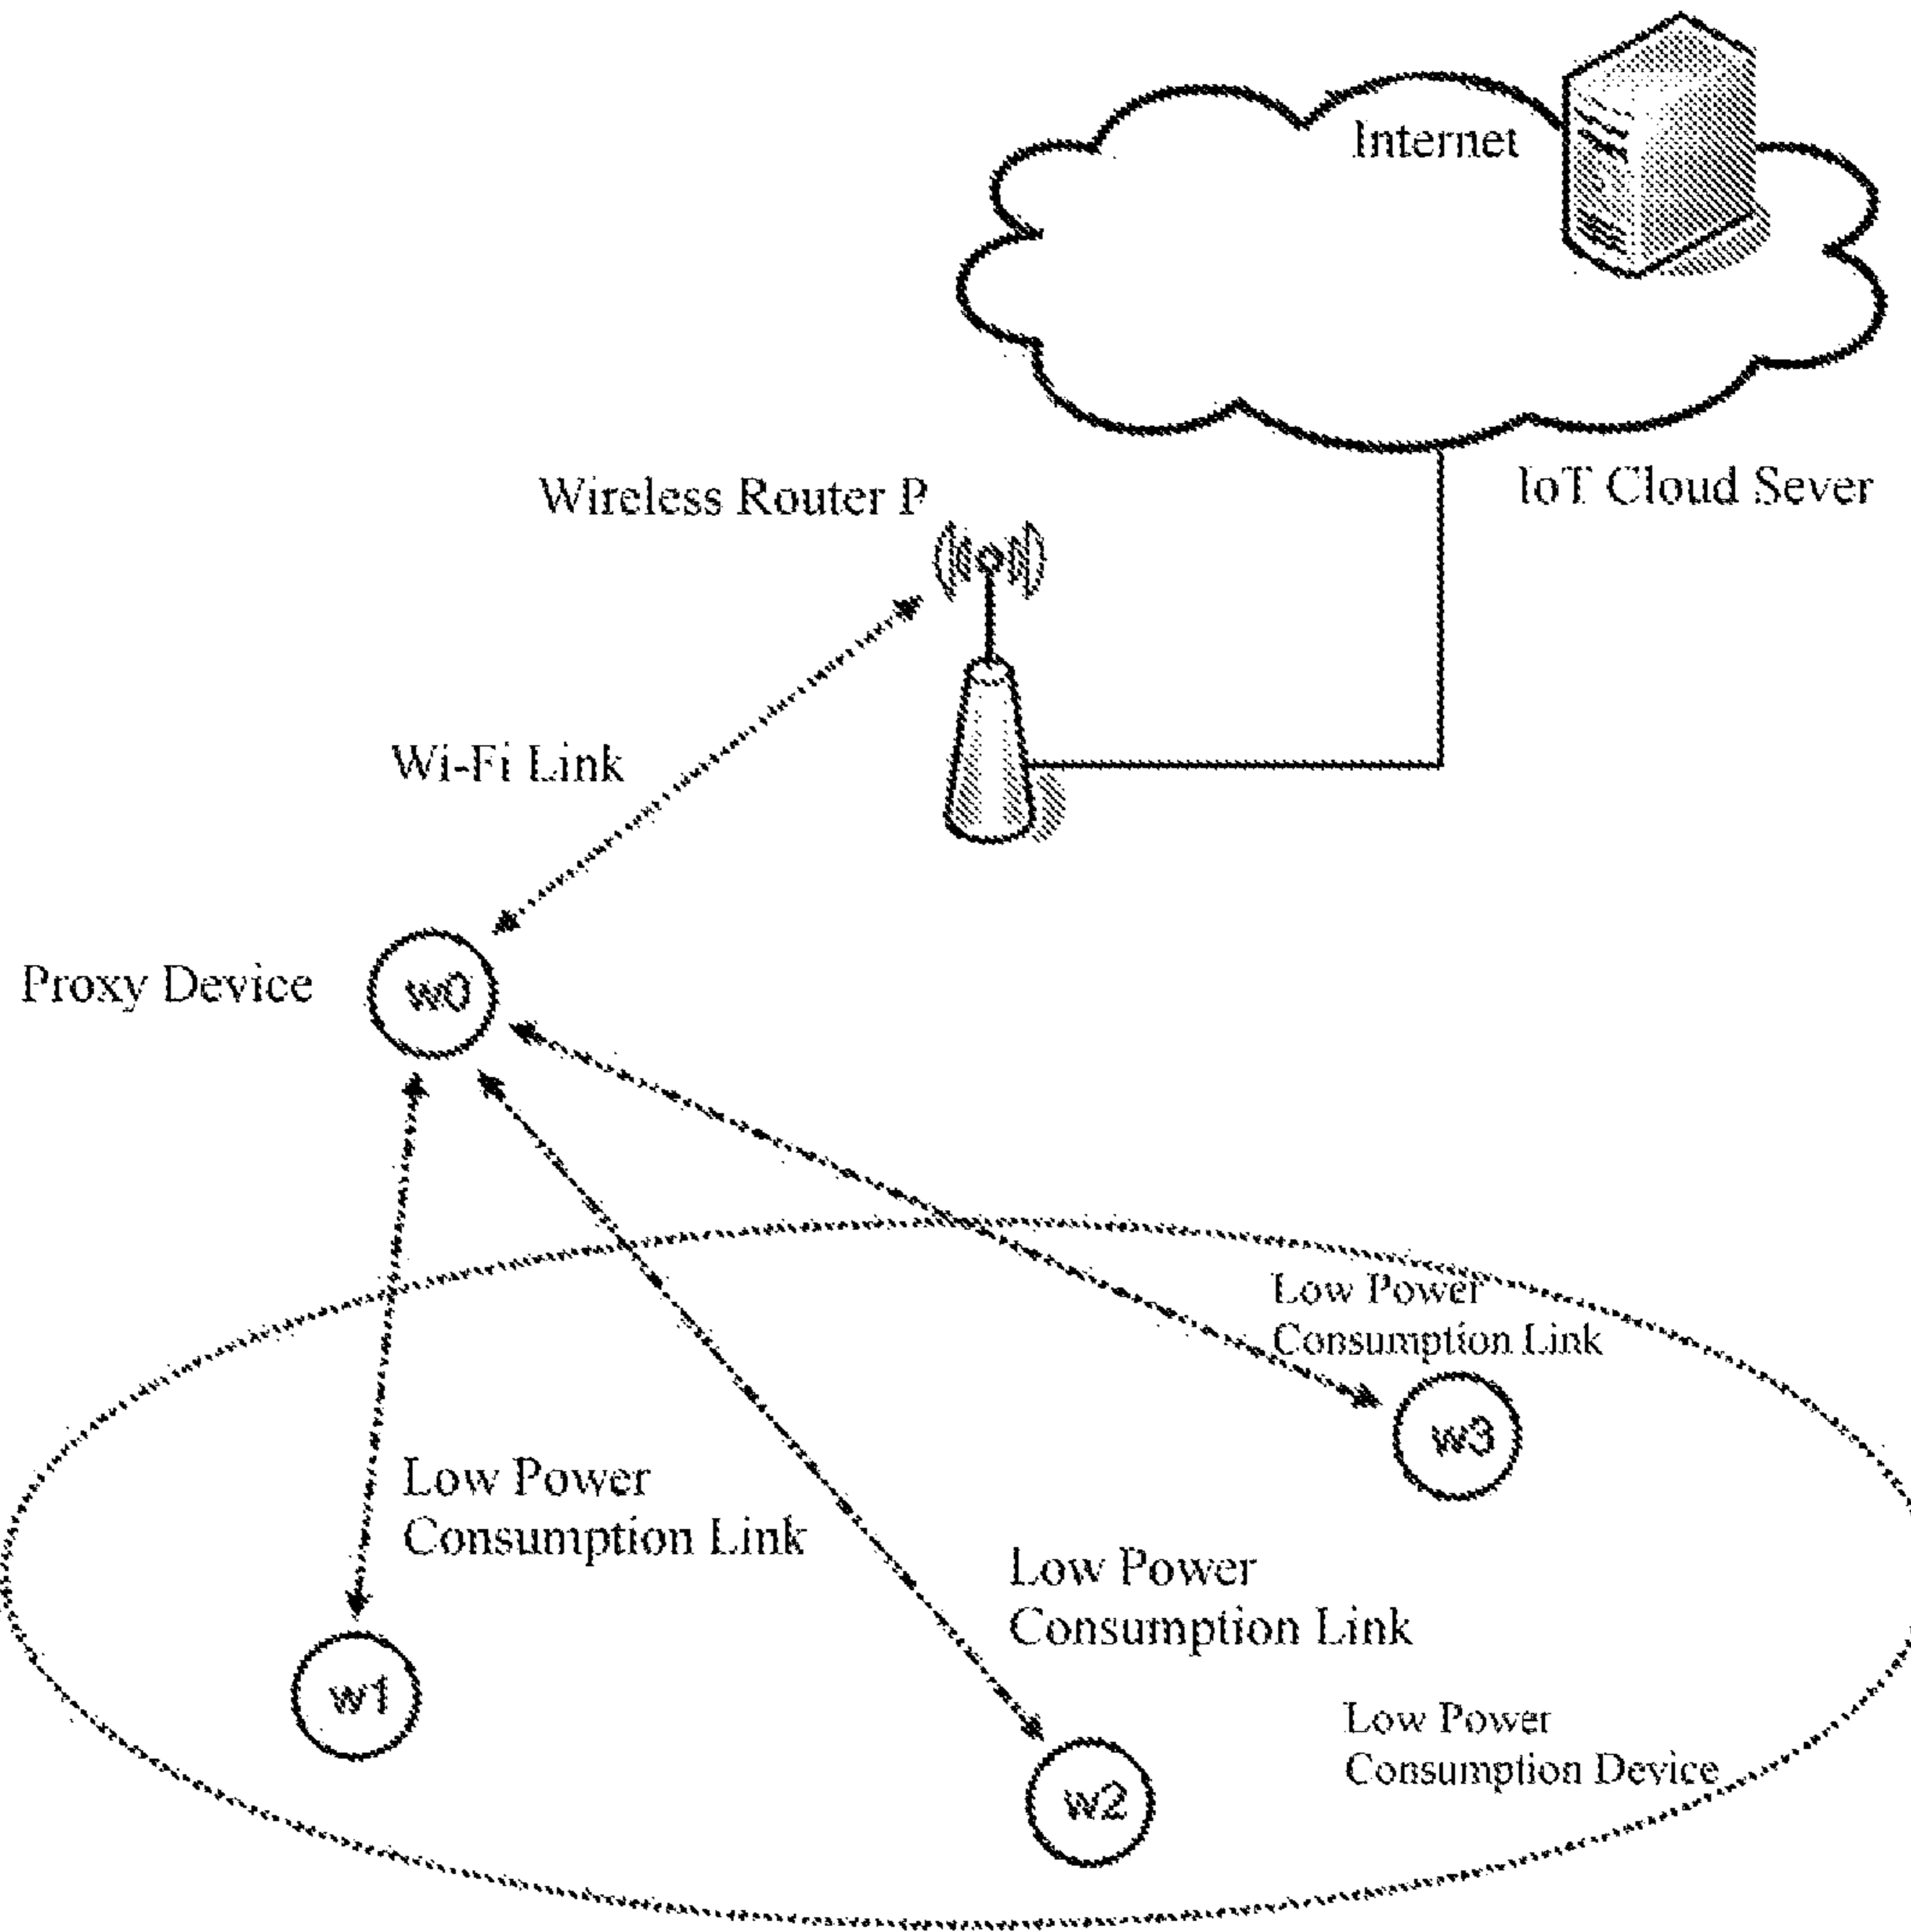 Internet
IoT Cloud Sever
Wireless Router P
Wi-Fi Link
Proxy Device
w0
Low Power
Consumption Link
w3
Low Power
Consumption Link
Low Power
Consumption Link
w1
Low Power
Consumption Device
w2